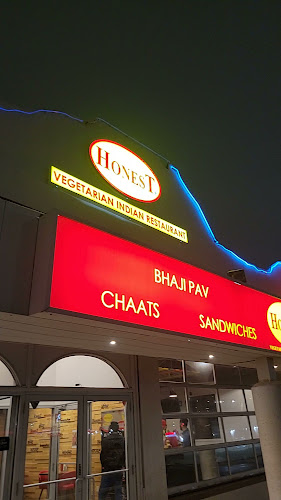 HONEST
VEGETARIAN INDIAN RESTAURANT
BHAJI PAV
CHAATS
SANDWICHES